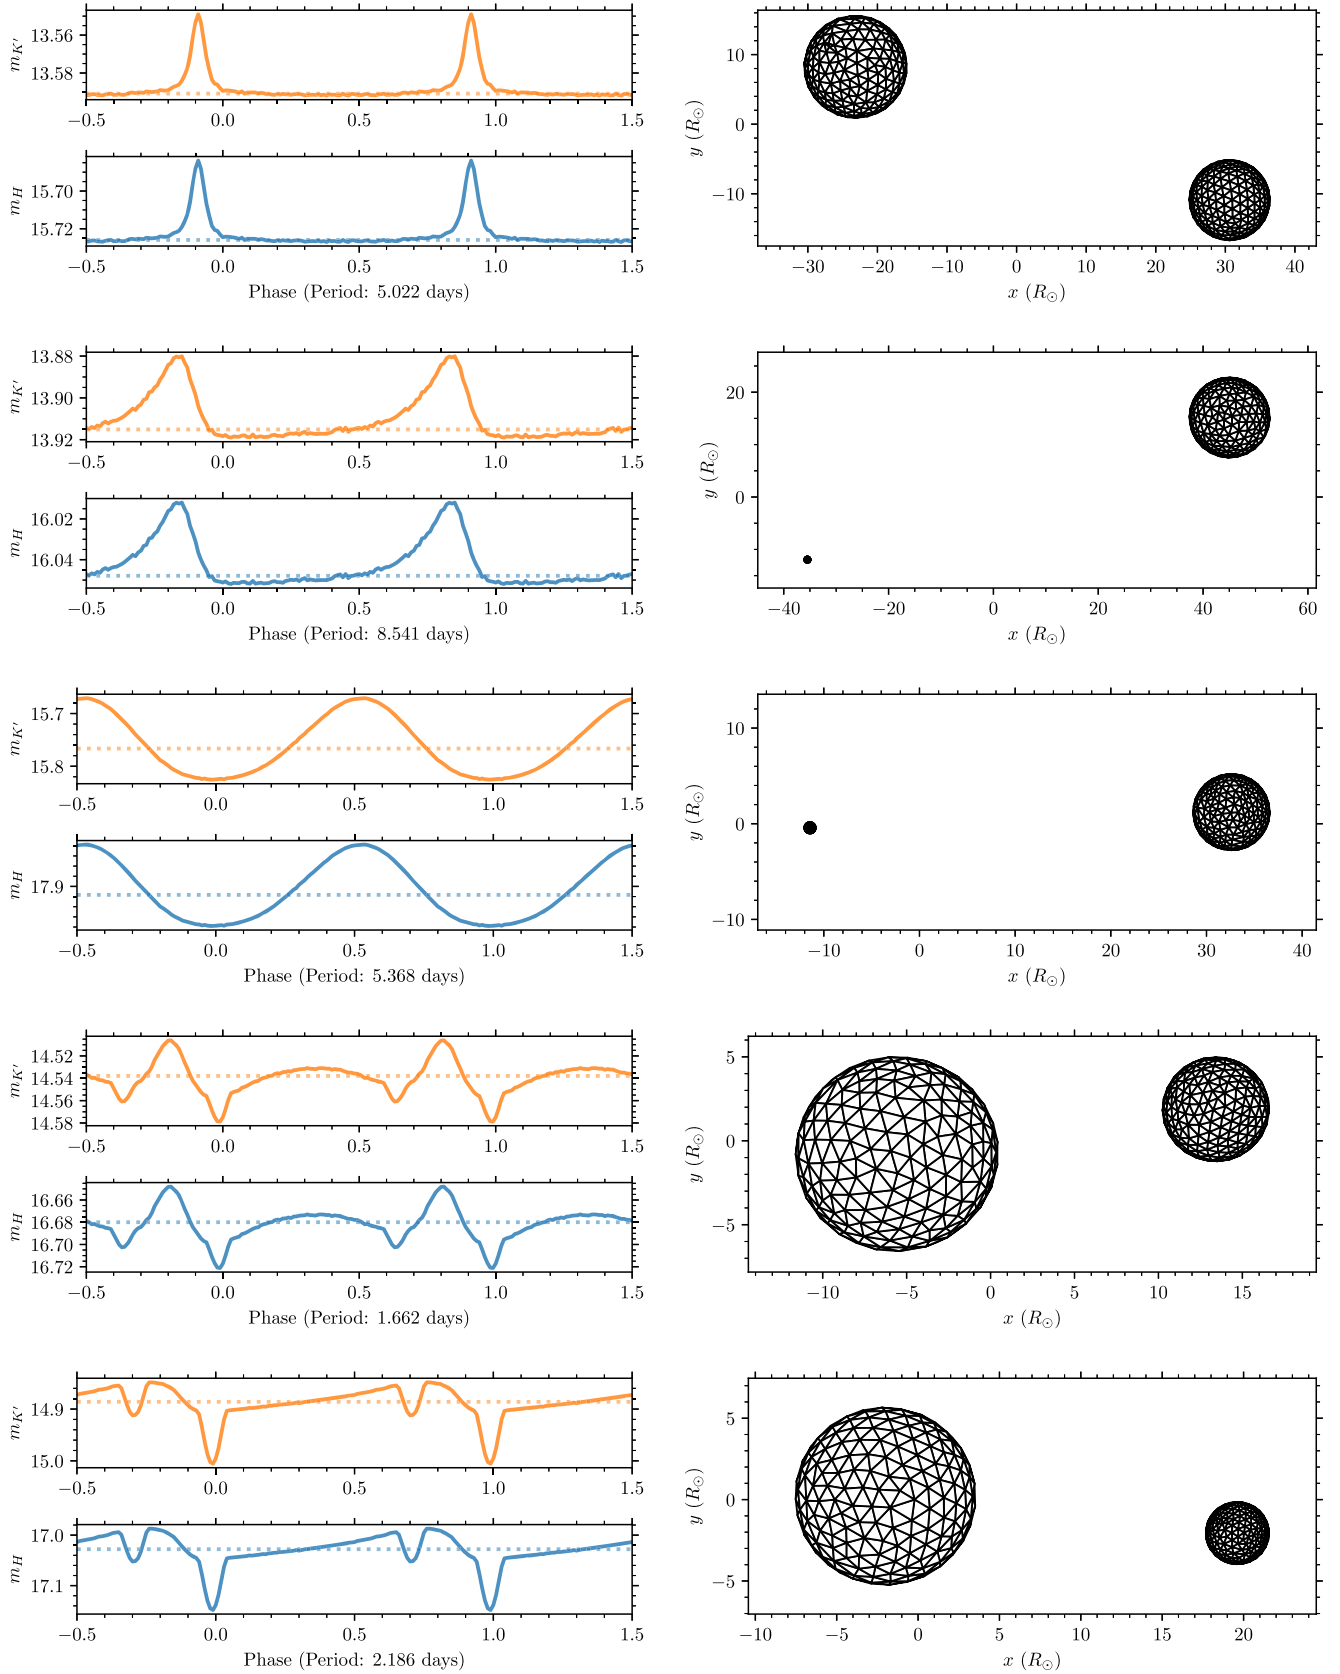 13.56
13.58
m_{K'}
−0.5 0.0 0.5 1.0 1.5
15.70
15.72
m_H
−0.5 0.0 0.5 1.0 1.5
Phase (Period: 5.022 days)
10
0
−10
y (R_⊙)
−30 −20 −10 0 10 20 30 40
x (R_⊙)
13.88
13.90
13.92
m_{K'}
−0.5 0.0 0.5 1.0 1.5
16.02
16.04
m_H
−0.5 0.0 0.5 1.0 1.5
Phase (Period: 8.541 days)
20
0
y (R_⊙)
−40 −20 0 20 40 60
x (R_⊙)
15.7
15.8
m_{K'}
−0.5 0.0 0.5 1.0 1.5
17.9
m_H
−0.5 0.0 0.5 1.0 1.5
Phase (Period: 5.368 days)
10
0
−10
y (R_⊙)
−10 0 10 20 30 40
x (R_⊙)
14.52
14.54
14.56
14.58
m_{K'}
−0.5 0.0 0.5 1.0 1.5
16.66
16.68
16.70
16.72
m_H
−0.5 0.0 0.5 1.0 1.5
Phase (Period: 1.662 days)
5
0
−5
y (R_⊙)
−10 −5 0 5 10 15
x (R_⊙)
14.9
15.0
m_{K'}
−0.5 0.0 0.5 1.0 1.5
17.0
17.1
m_H
−0.5 0.0 0.5 1.0 1.5
Phase (Period: 2.186 days)
5
0
−5
y (R_⊙)
−10 −5 0 5 10 15 20
x (R_⊙)